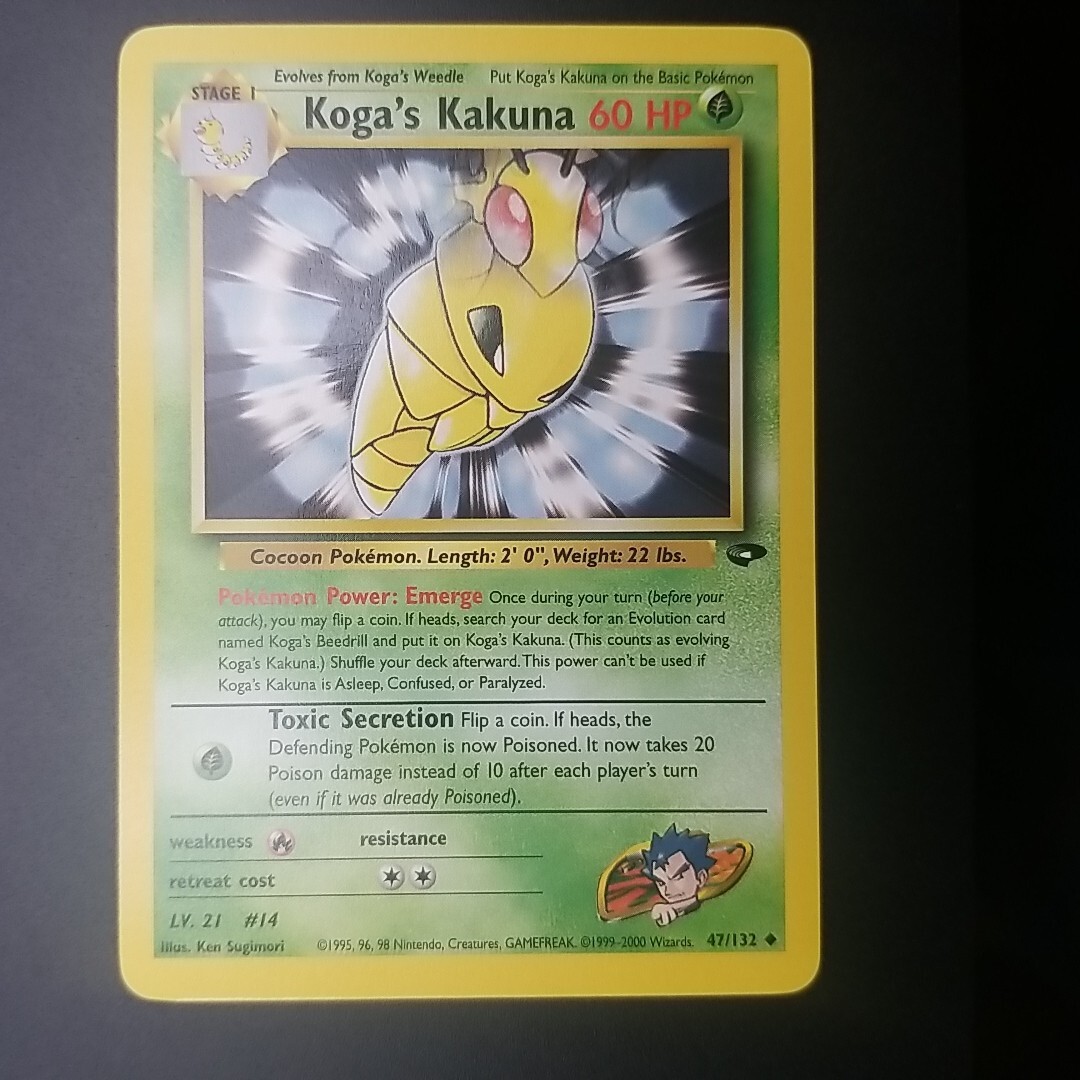 Evolves from Koga's Weedle Put Koga's Kakuna on the Basic Pokémon
STAGE 1
Koga's Kakuna 60 HP
Cocoon Pokémon. Length: 2' 0", Weight: 22 lbs.
Pokémon Power: Emerge Once during your turn (before your
attack), you may flip a coin. If heads, search your deck for an Evolution card
named Koga's Beedrill and put it on Koga's Kakuna. (This counts as evolving
Koga's Kakuna.) Shuffle your deck afterward. This power can't be used if
Koga's Kakuna is Asleep, Confused, or Paralyzed.
Toxic Secretion Flip a coin. If heads, the
Defending Pokémon is now Poisoned. It now takes 20
Poison damage instead of 10 after each player's turn
(even if it was already Poisoned).
weakness resistance
retreat cost
LV. 21 #14
Illus. Ken Sugimori ©1995, 96, 98 Nintendo, Creatures, GAMEFREAK. ©1999-2000 Wizards. 47/132